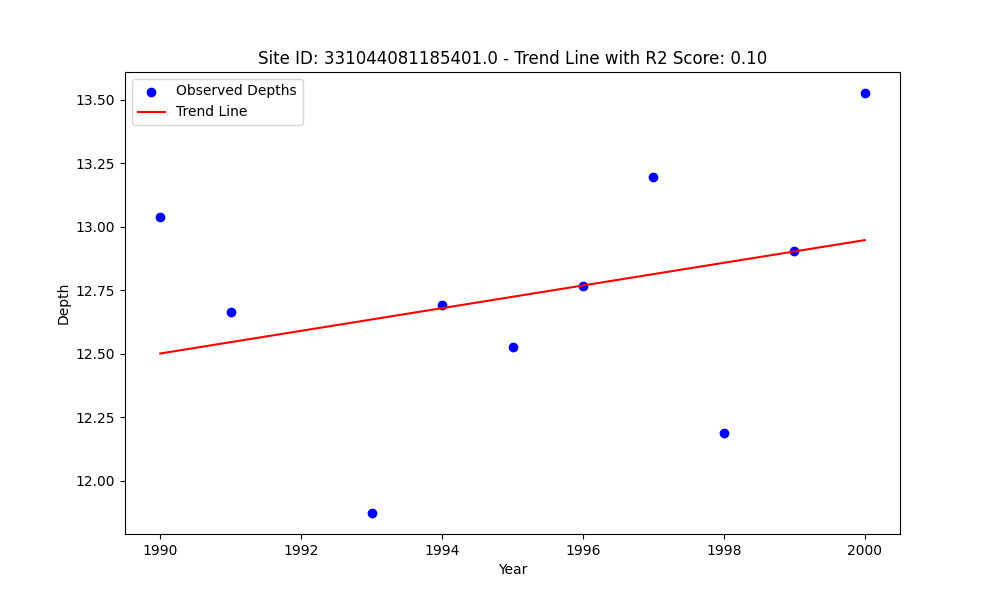 Site ID: 331044081185401.0 - Trend Line with R2 Score: 0.10
Observed Depths
Trend Line
13.50
13.25
13.00
12.75
12.50
12.25
12.00
Depth
1990
1992
1994
1996
1998
2000
Year